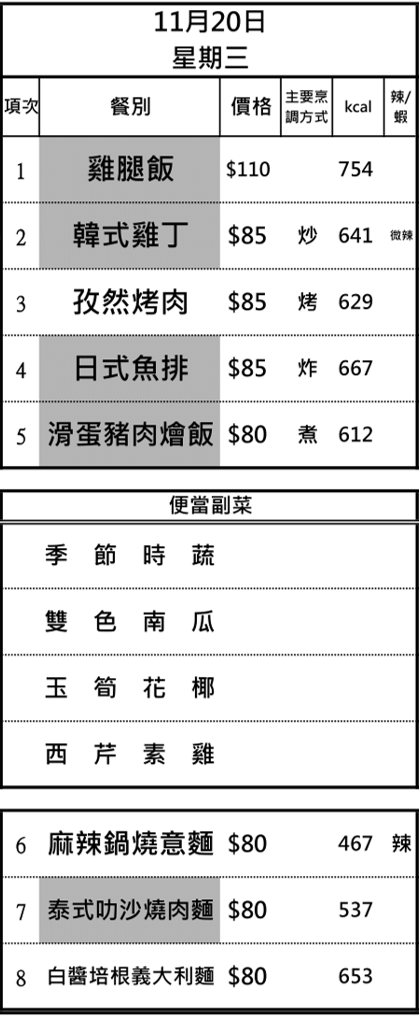 11月20日
星期三
項次 餐別 價格 主要烹調方式 kcal 辣/蝦
1 雞腿飯 $110 754
2 韓式雞丁 $85 炒 641 微辣
3 孜然烤肉 $85 烤 629
4 日式魚排 $85 炸 667
5 滑蛋豬肉燴飯 $80 煮 612
便當副菜
季節時蔬
雙色南瓜
玉筍花椰
西芹素雞
6 麻辣鍋燒意麵 $80 467 辣
7 泰式叻沙燒肉麵 $80 537
8 白醬培根義大利麵 $80 653